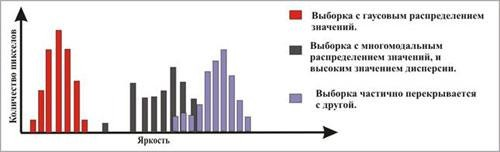 Количество пикселов
Яркость
Выборка с гаусовым распределением
значений.
Выборка с многомодальным
распределением значений, и
высоким значением дисперсии.
Выборка частично перекрывается
с другой.